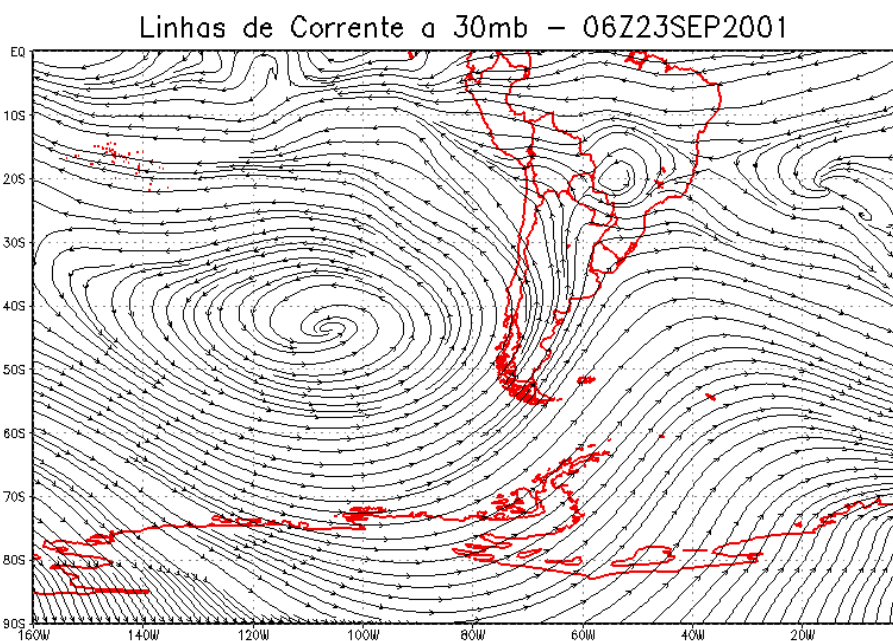 Linhas de Corrente a 30mb – 06Z23SEP2001
EQ
10S
20S
30S
40S
50S
60S
70S
80S
90S
160W 140W 120W 100W 80W 60W 40W 20W